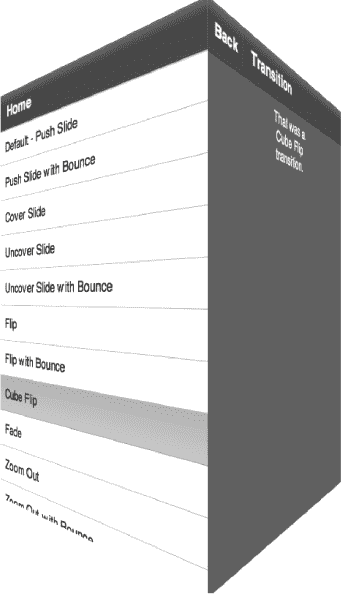 Home
Default - Push Slide
Push Slide with Bounce
Cover Slide
Uncover Slide
Uncover Slide with Bounce
Flip
Flip with Bounce
Cube Flip
Fade
Zoom Out
Zoom Out with Bounce
Back Transition
That was a
Cube Flip
transition.